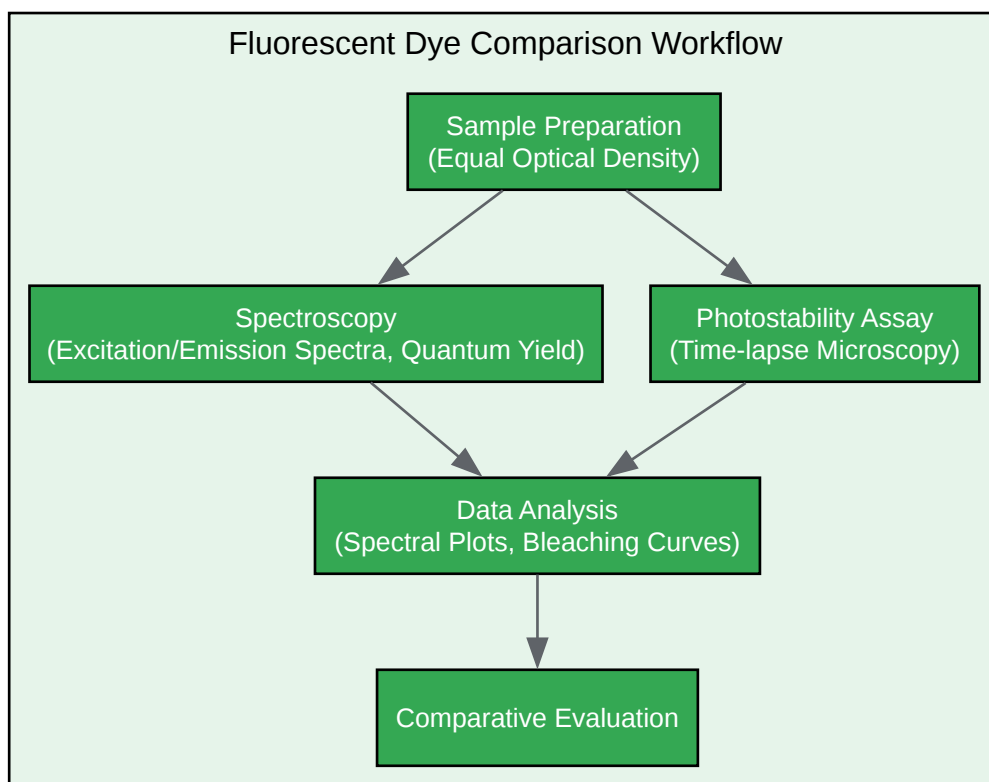 Fluorescent Dye Comparison Workflow
Sample Preparation
(Equal Optical Density)
Spectroscopy
(Excitation/Emission Spectra, Quantum Yield)
Photostability Assay
(Time-lapse Microscopy)
Data Analysis
(Spectral Plots, Bleaching Curves)
Comparative Evaluation